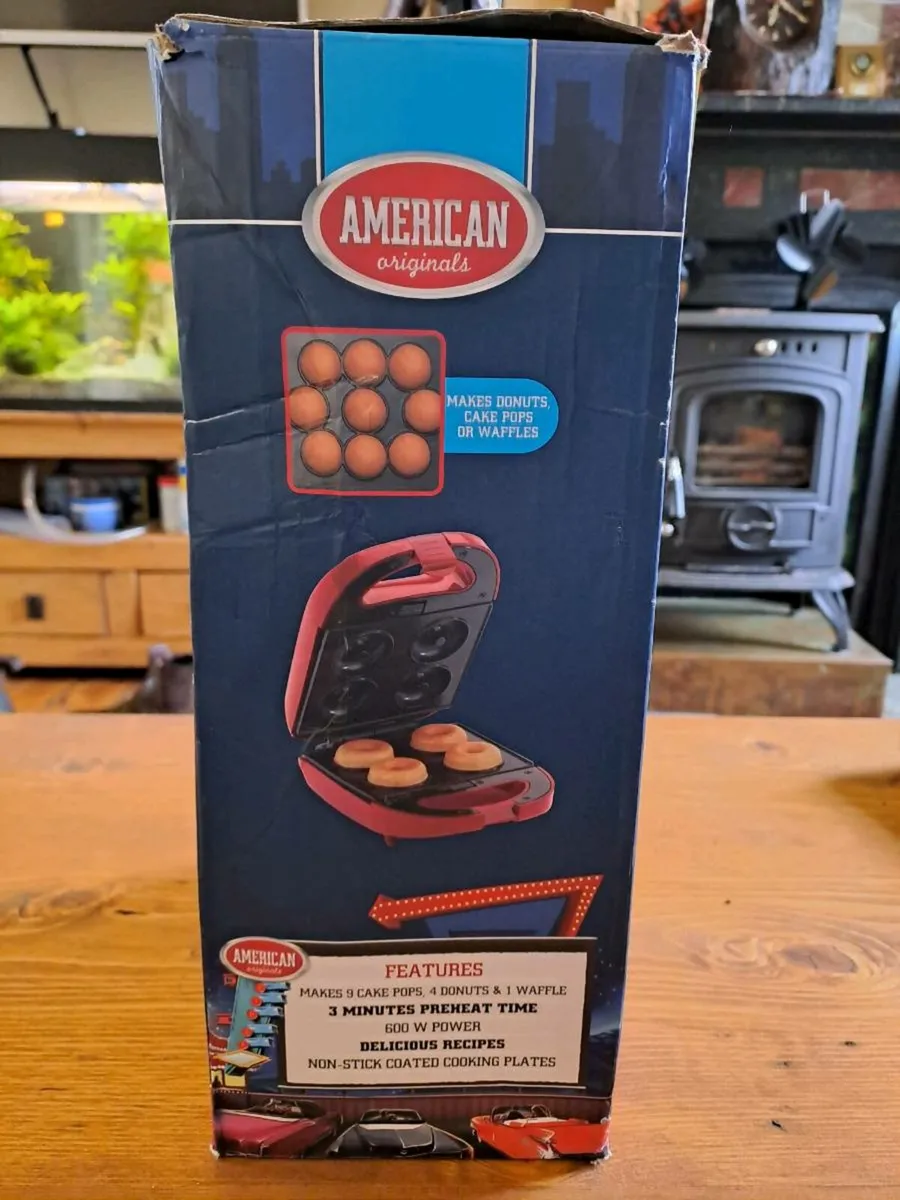 AMERICAN
originals
MAKES DONUTS,
CAKE POPS
OR WAFFLES
AMERICAN
originals
FEATURES
MAKES 9 CAKE POPS, 4 DONUTS & 1 WAFFLE
3 MINUTES PREHEAT TIME
600 W POWER
DELICIOUS RECIPES
NON-STICK COATED COOKING PLATES